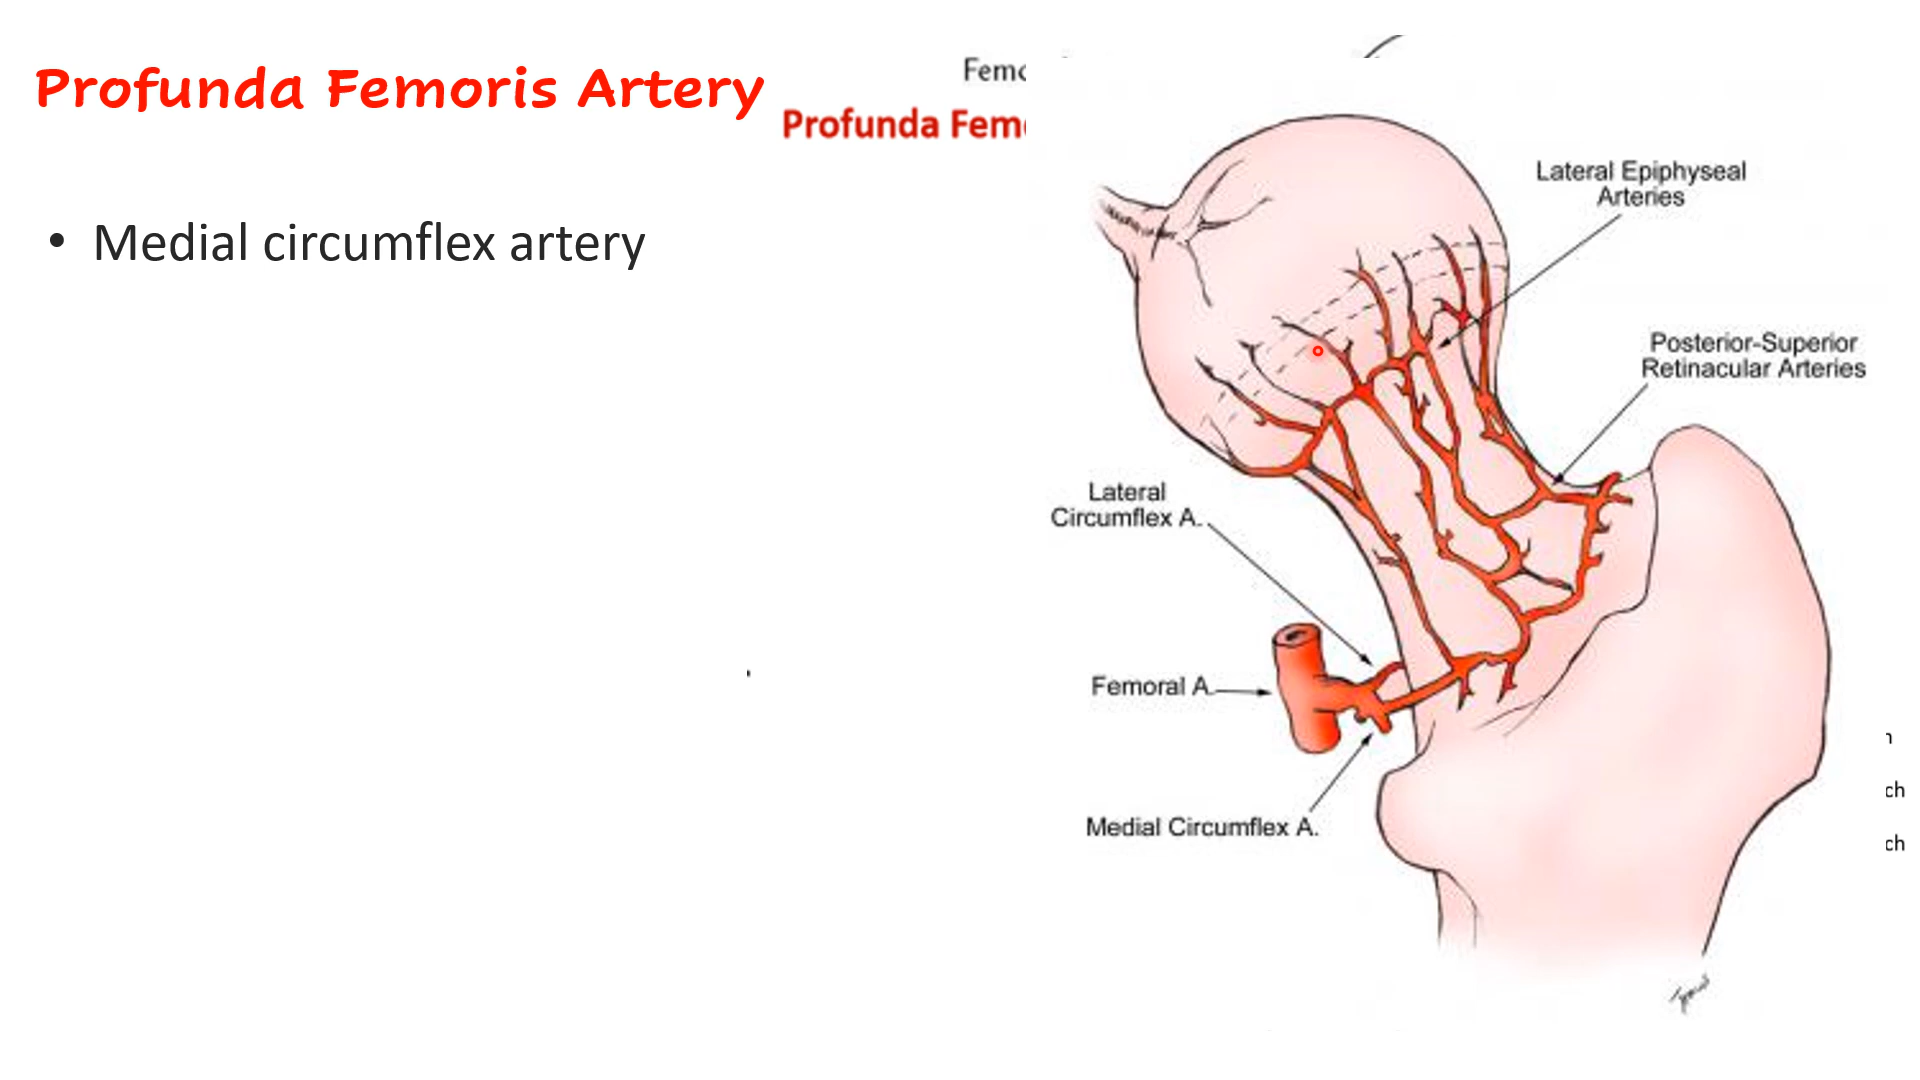 Profunda Femoris Artery
Femo
Profunda Fem
• Medial circumflex artery
Lateral Epiphyseal
Arteries
Posterior-Superior
Retinacular Arteries
Lateral
Circumflex A.
Femoral A.
Medial Circumflex A.
ch
ch